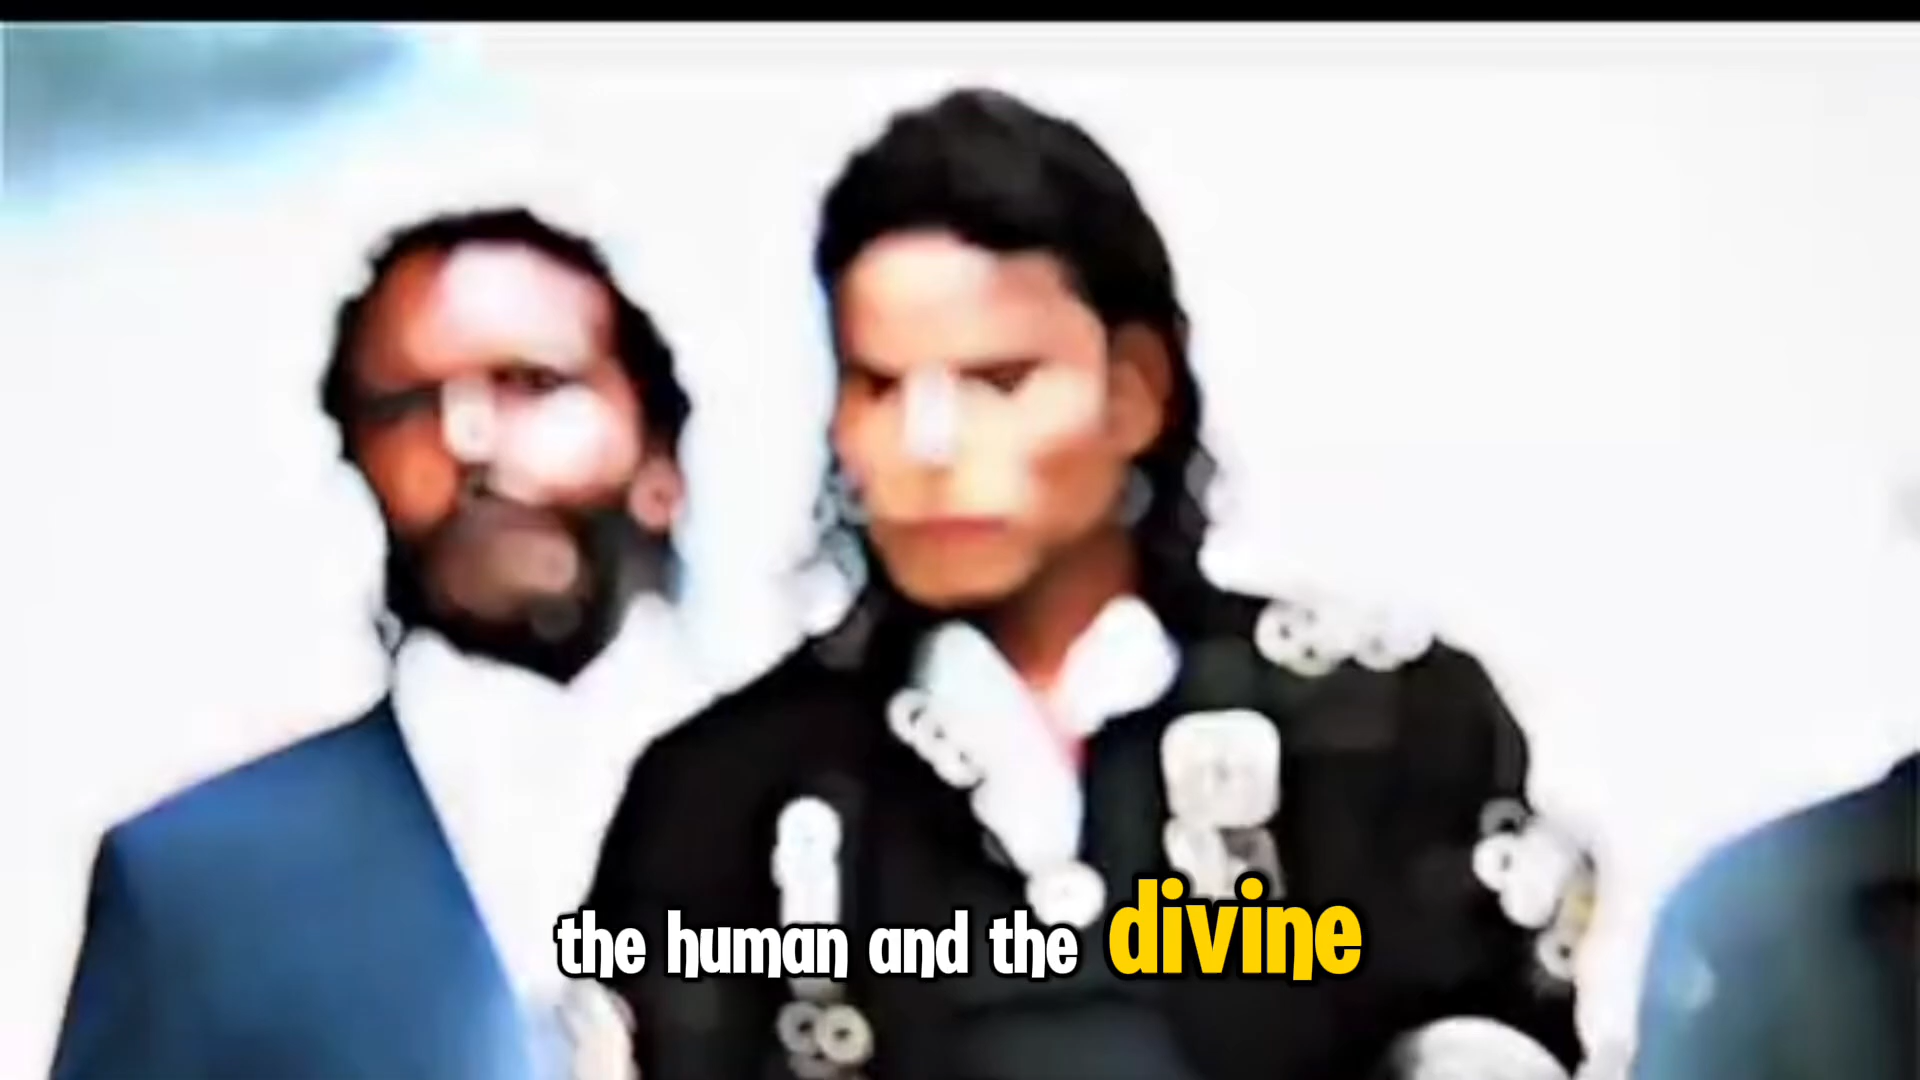 the human and the divine